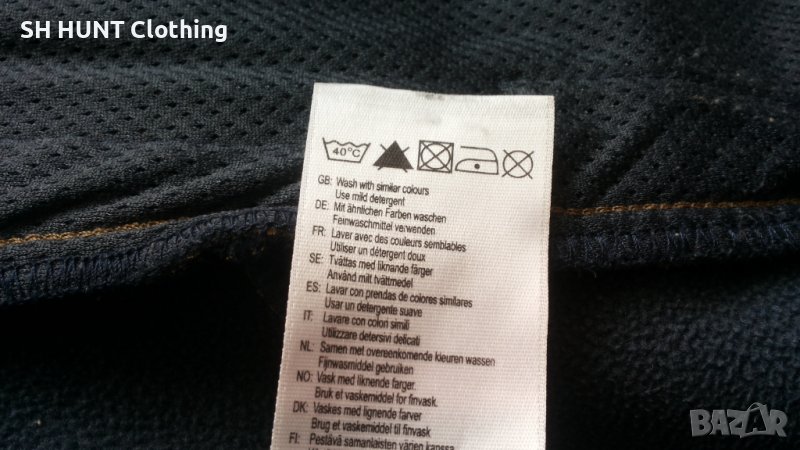 SH HUNT Clothing
40°C
GB: Wash with similar colours
Use mild detergent
DE: Mit ähnlichen Farben waschen
Feinwaschmittel verwenden
FR: Laver avec des couleurs semblables
Utiliser un détergent doux
SE: Tvättas med liknande färger
Använd milt tvättmedel
ES: Lavar con prendas de colores similares
Usar un detergente suave
IT: Lavare con colori simili
Utilizzare detersivi delicati
NL: Samen met overeenkomende kleuren wassen
Fijnwasmiddel gebruiken
NO: Vask med liknende farger.
Bruk et vaskemiddel for finvask.
DK: Vaskes med lignende farver
Brug et vaskemiddel til finvask
FI: Pestävä samanlaisten värien kanssa
BAZAR